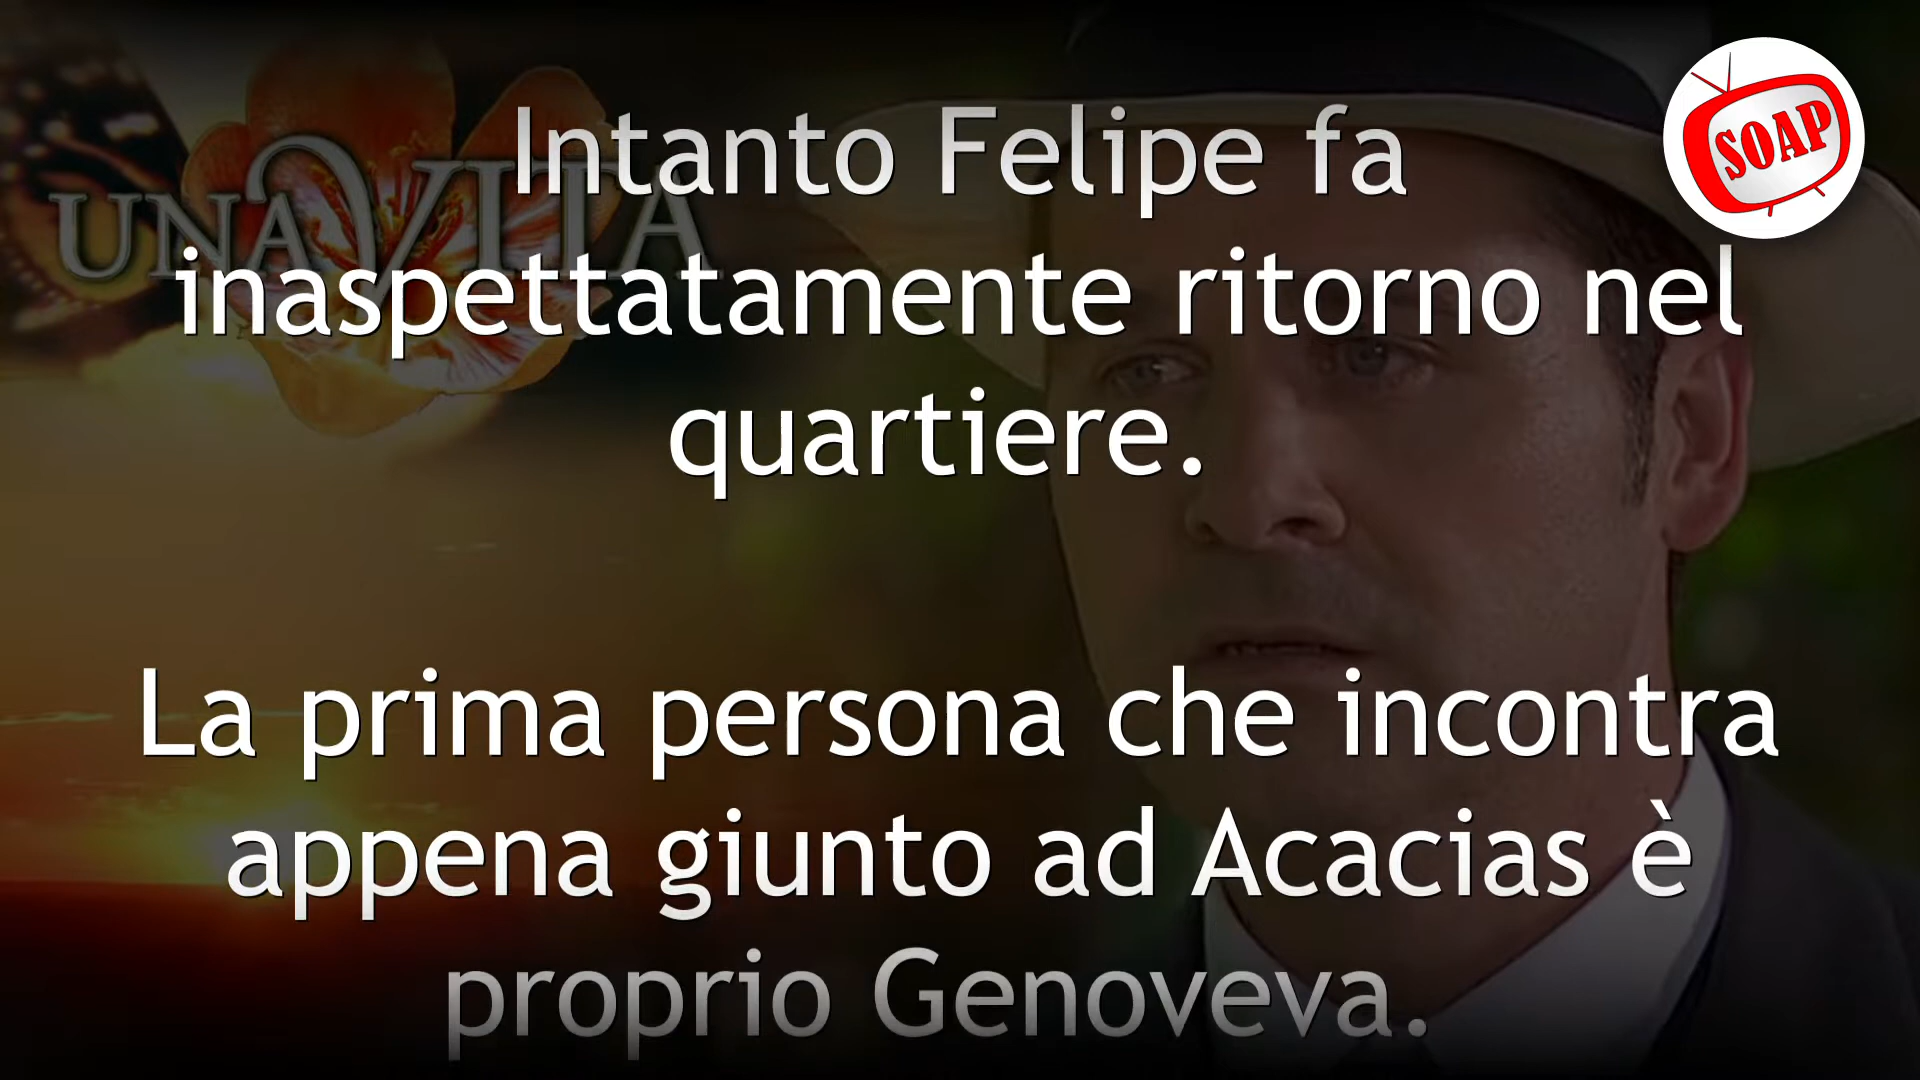 UNA VITA
SOAP
Intanto Felipe fa
inaspettatamente ritorno nel
quartiere.
La prima persona che incontra
appena giunto ad Acacias è
proprio Genoveva.